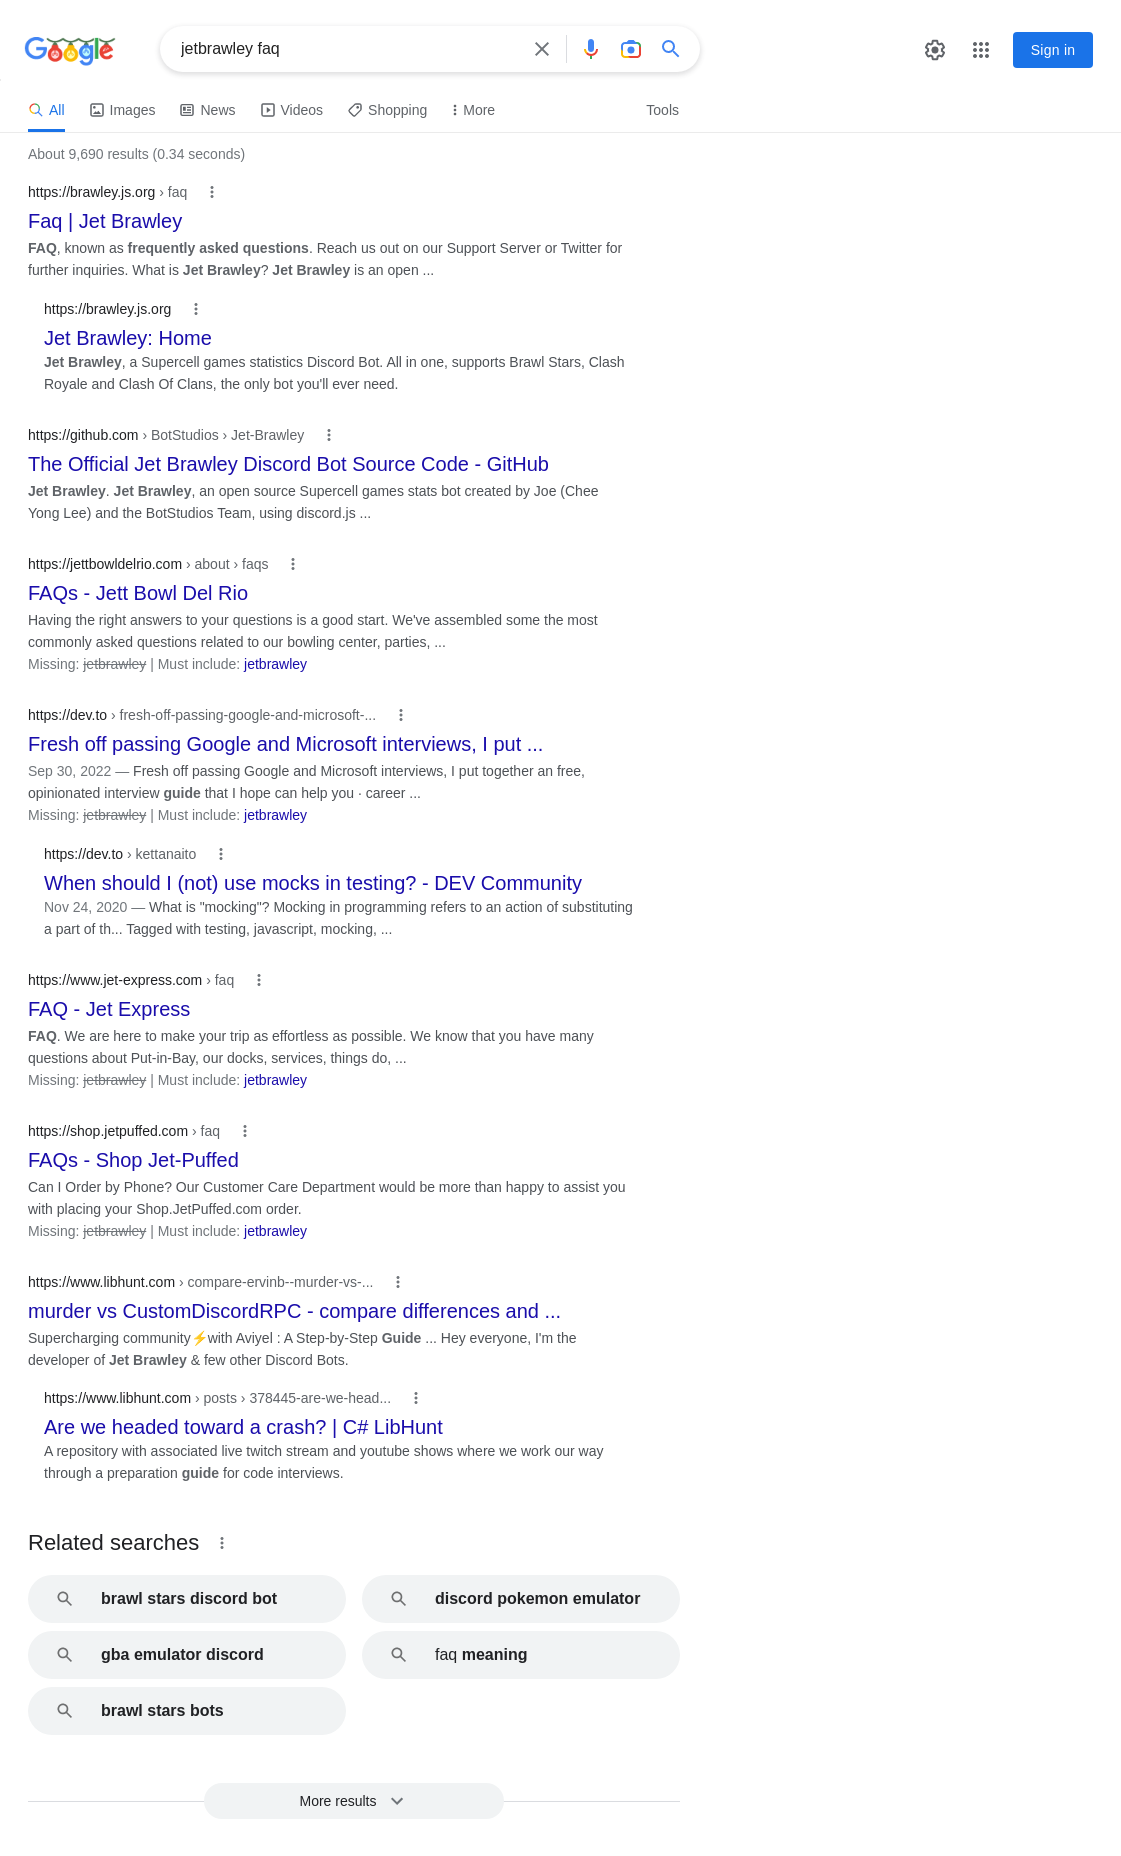 Google
jetbrawley faq
Sign in
All
Images
News
Videos
Shopping
More
Tools
About 9,690 results (0.34 seconds)
https://brawley.js.org › faq
Faq | Jet Brawley
FAQ, known as frequently asked questions. Reach us out on our Support Server or Twitter for
further inquiries. What is Jet Brawley? Jet Brawley is an open ...
https://brawley.js.org
Jet Brawley: Home
Jet Brawley, a Supercell games statistics Discord Bot. All in one, supports Brawl Stars, Clash
Royale and Clash Of Clans, the only bot you'll ever need.
https://github.com › BotStudios › Jet-Brawley
The Official Jet Brawley Discord Bot Source Code - GitHub
Jet Brawley. Jet Brawley, an open source Supercell games stats bot created by Joe (Chee
Yong Lee) and the BotStudios Team, using discord.js ...
https://jettbowldelrio.com › about › faqs
FAQs - Jett Bowl Del Rio
Having the right answers to your questions is a good start. We've assembled some the most
commonly asked questions related to our bowling center, parties, ...
Missing: jetbrawley | Must include: jetbrawley
https://dev.to › fresh-off-passing-google-and-microsoft-...
Fresh off passing Google and Microsoft interviews, I put ...
Sep 30, 2022 — Fresh off passing Google and Microsoft interviews, I put together an free,
opinionated interview guide that I hope can help you · career ...
Missing: jetbrawley | Must include: jetbrawley
https://dev.to › kettanaito
When should I (not) use mocks in testing? - DEV Community
Nov 24, 2020 — What is "mocking"? Mocking in programming refers to an action of substituting
a part of th... Tagged with testing, javascript, mocking, ...
https://www.jet-express.com › faq
FAQ - Jet Express
FAQ. We are here to make your trip as effortless as possible. We know that you have many
questions about Put-in-Bay, our docks, services, things do, ...
Missing: jetbrawley | Must include: jetbrawley
https://shop.jetpuffed.com › faq
FAQs - Shop Jet-Puffed
Can I Order by Phone? Our Customer Care Department would be more than happy to assist you
with placing your Shop.JetPuffed.com order.
Missing: jetbrawley | Must include: jetbrawley
https://www.libhunt.com › compare-ervinb--murder-vs-...
murder vs CustomDiscordRPC - compare differences and ...
Supercharging community⚡with Aviyel : A Step-by-Step Guide ... Hey everyone, I'm the
developer of Jet Brawley & few other Discord Bots.
https://www.libhunt.com › posts › 378445-are-we-head...
Are we headed toward a crash? | C# LibHunt
A repository with associated live twitch stream and youtube shows where we work our way
through a preparation guide for code interviews.
Related searches
brawl stars discord bot
discord pokemon emulator
gba emulator discord
faq meaning
brawl stars bots
More results